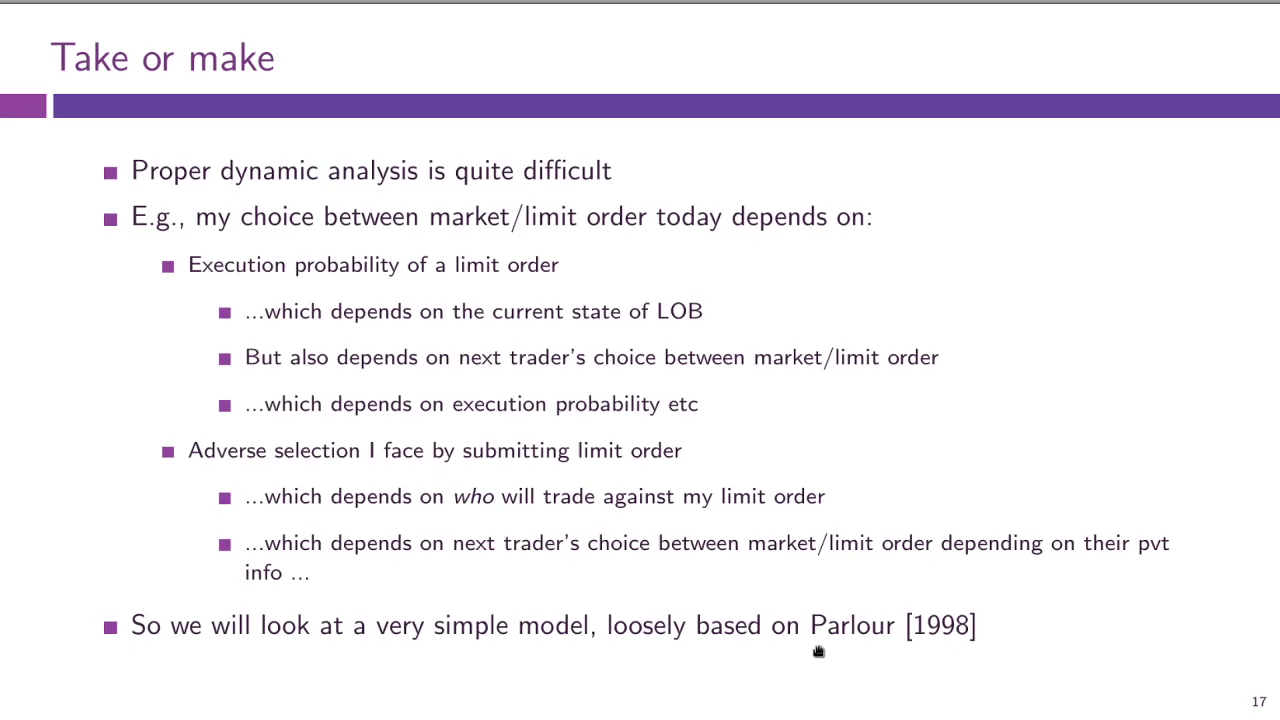 Take or make
Proper dynamic analysis is quite difficult
E.g., my choice between market/limit order today depends on:
Execution probability of a limit order
...which depends on the current state of LOB
But also depends on next trader's choice between market/limit order
...which depends on execution probability etc
Adverse selection I face by submitting limit order
...which depends on who will trade against my limit order
...which depends on next trader's choice between market/limit order depending on their pvt
info ...
So we will look at a very simple model, loosely based on Parlour [1998]
17